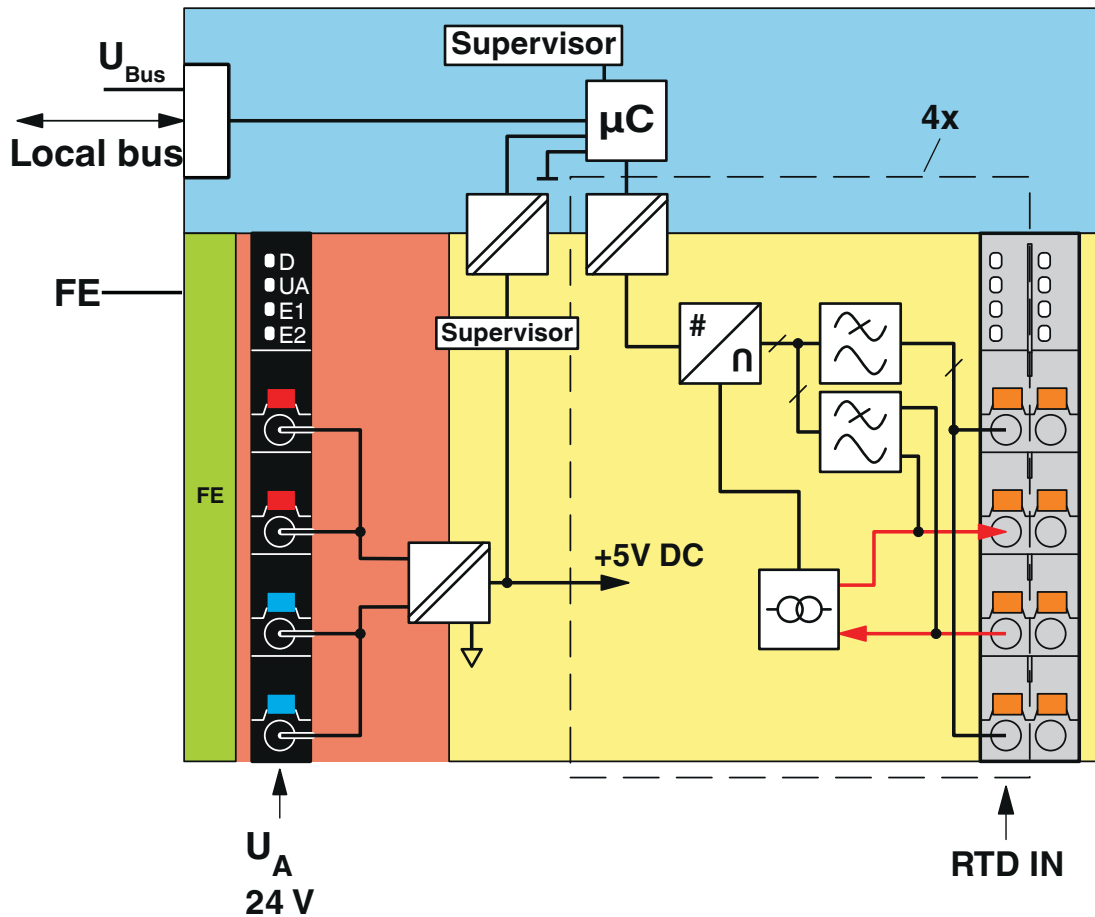 Supervisor
U Bus
µC
4x
Local bus
D
UA
FE
E1
E2
Supervisor
#
∩
FE
+5V DC
U A
24 V
RTD IN